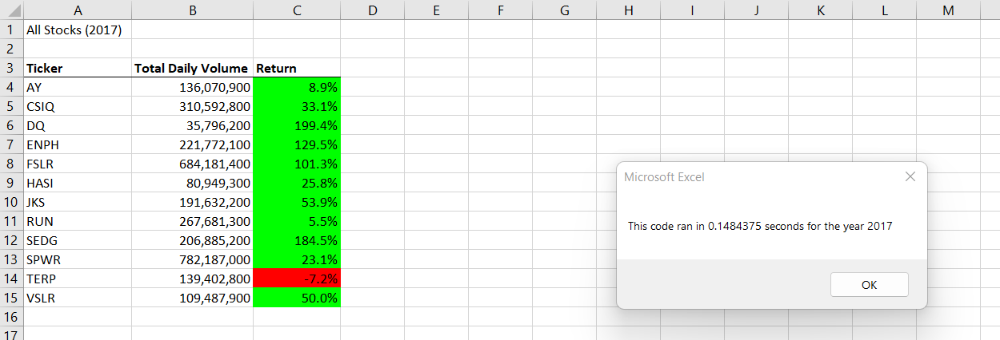 A B C D E F G H I J K L M
1 All Stocks (2017)
2
3 Ticker Total Daily Volume Return
4 AY 136,070,900 8.9%
5 CSIQ 310,592,800 33.1%
6 DQ 35,796,200 199.4%
7 ENPH 221,772,100 129.5%
8 FSLR 684,181,400 101.3%
9 HASI 80,949,300 25.8%
10 JKS 191,632,200 53.9%
11 RUN 267,681,300 5.5%
12 SEDG 206,885,200 184.5%
13 SPWR 782,187,000 23.1%
14 TERP 139,402,800 -7.2%
15 VSLR 109,487,900 50.0%
16
17
Microsoft Excel
This code ran in 0.1484375 seconds for the year 2017
OK